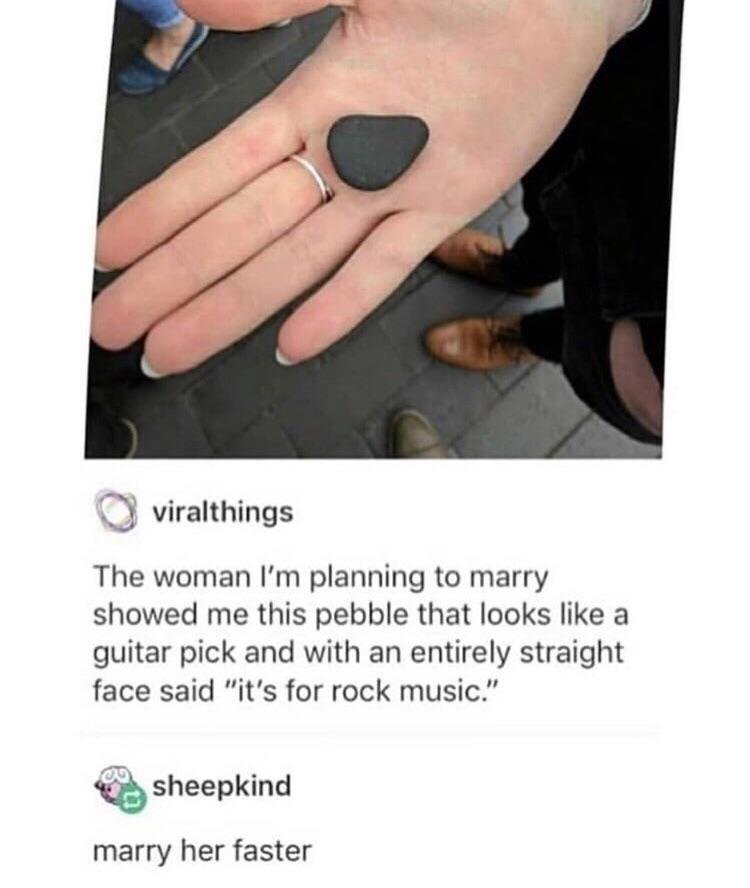 viralthings
The woman I'm planning to marry
showed me this pebble that looks like a
guitar pick and with an entirely straight
face said "it's for rock music."
sheepkind
marry her faster